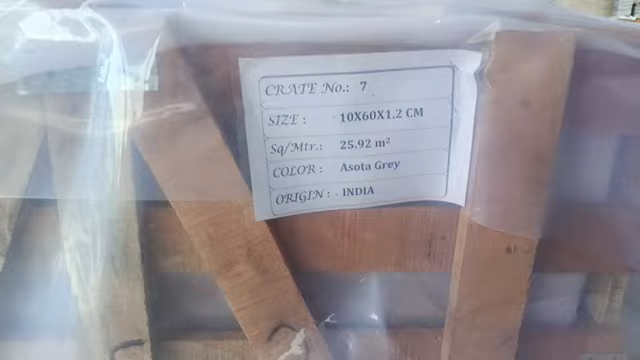 CRATE No.: 7
SIZE : 10X60X1.2 CM
Sq/Mtr.: 25.92 m²
COLOR : Asota Grey
ORIGIN : - INDIA